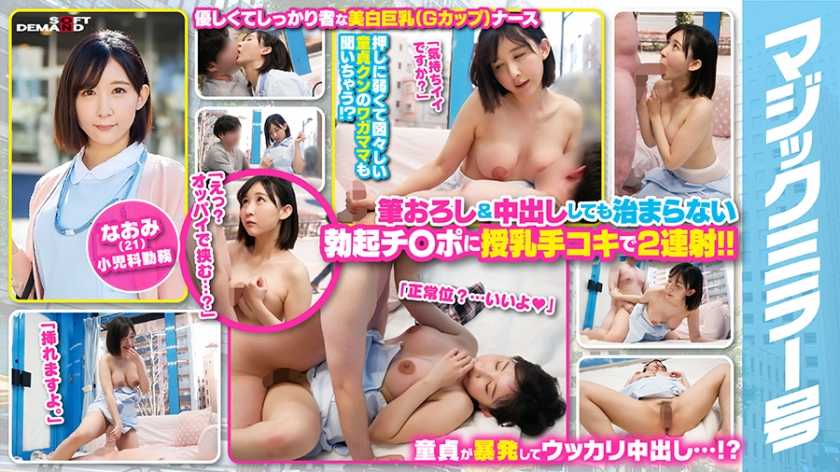 SOFT
DEMAND
優しくてしっかり者な美白巨乳(Gカップ)ナース
押しに弱くて図々しい
童貞クンのワガママも
聞いちゃう!?
「気持ちイイ
ですか?」
なおみ
(21)
小児科勤務
「えっ?
オッパイで挟む…?」
筆おろし&中出ししても治まらない
勃起チ〇ポに授乳手コキで2連射!!
「正常位?…いいよ♥」
「挿れますよ。」
童貞が暴発してウッカリ中出し…!?
マジックミラー号